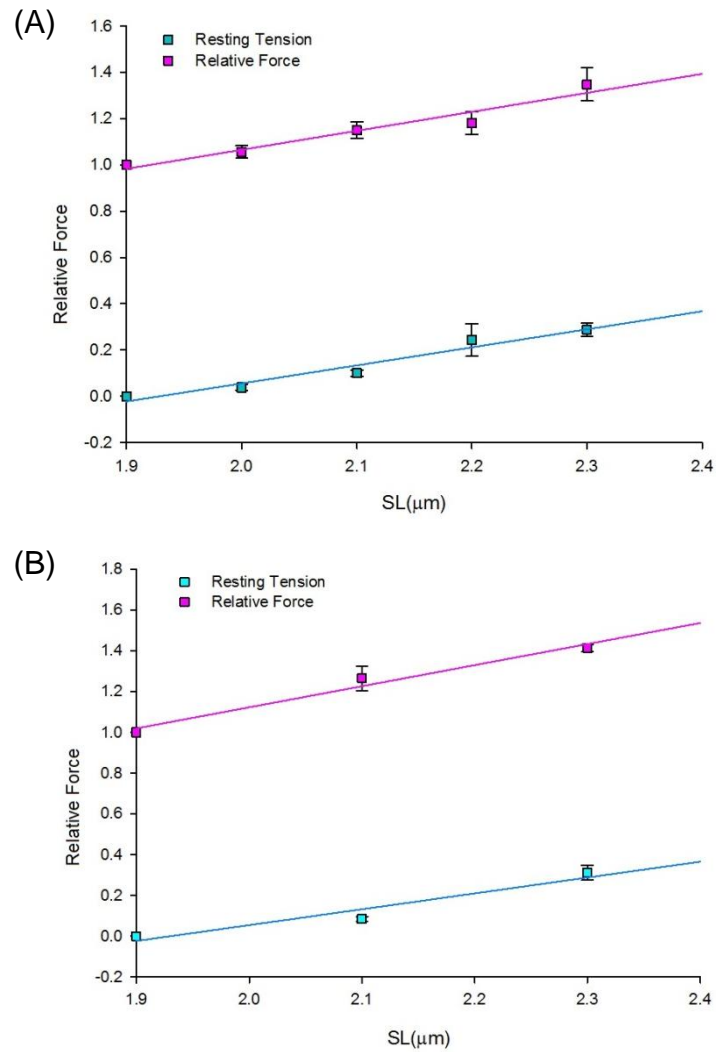 (A)
Resting Tension
Relative Force
Relative Force
1.6
1.4
1.2
1.0
0.8
0.6
0.4
0.2
0.0
-0.2
1.9 2.0 2.1 2.2 2.3 2.4
SL(μm)
(B)
Resting Tension
Relative Force
Relative Force
1.8
1.6
1.4
1.2
1.0
0.8
0.6
0.4
0.2
0.0
-0.2
1.9 2.0 2.1 2.2 2.3 2.4
SL(μm)